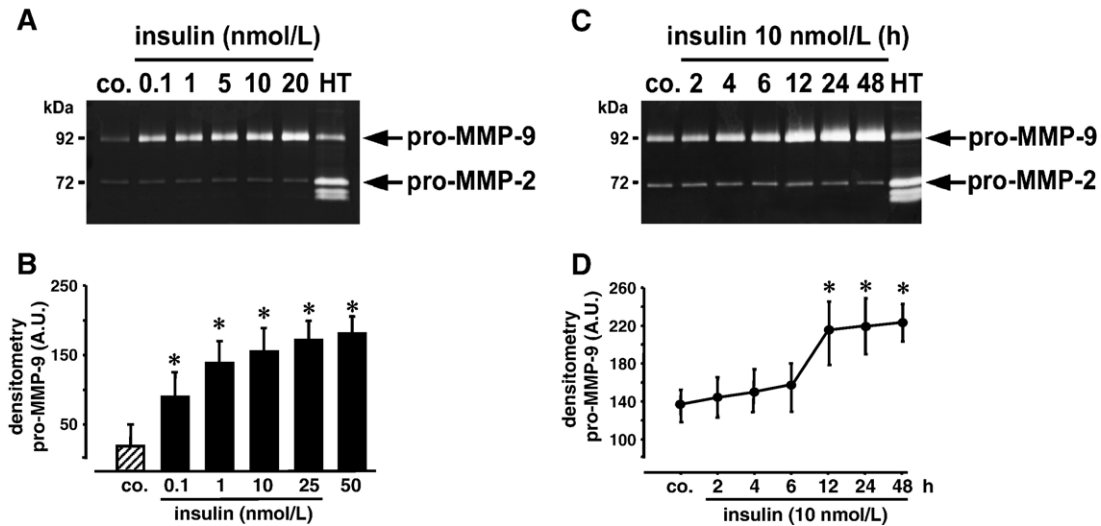 A
insulin (nmol/L)
co. 0.1 1 5 10 20 HT
kDa
92 - pro-MMP-9
72 - pro-MMP-2
B
250
150
50
densitometry
pro-MMP-9 (A.U.)
* * * * *
co. 0.1 1 10 25 50
insulin (nmol/L)
C
insulin 10 nmol/L (h)
co. 2 4 6 12 24 48 HT
kDa
92 - pro-MMP-9
72 - pro-MMP-2
D
260
220
180
140
100
densitometry
pro-MMP-9 (A.U.)
* * *
co. 2 4 6 12 24 48 h
insulin (10 nmol/L)